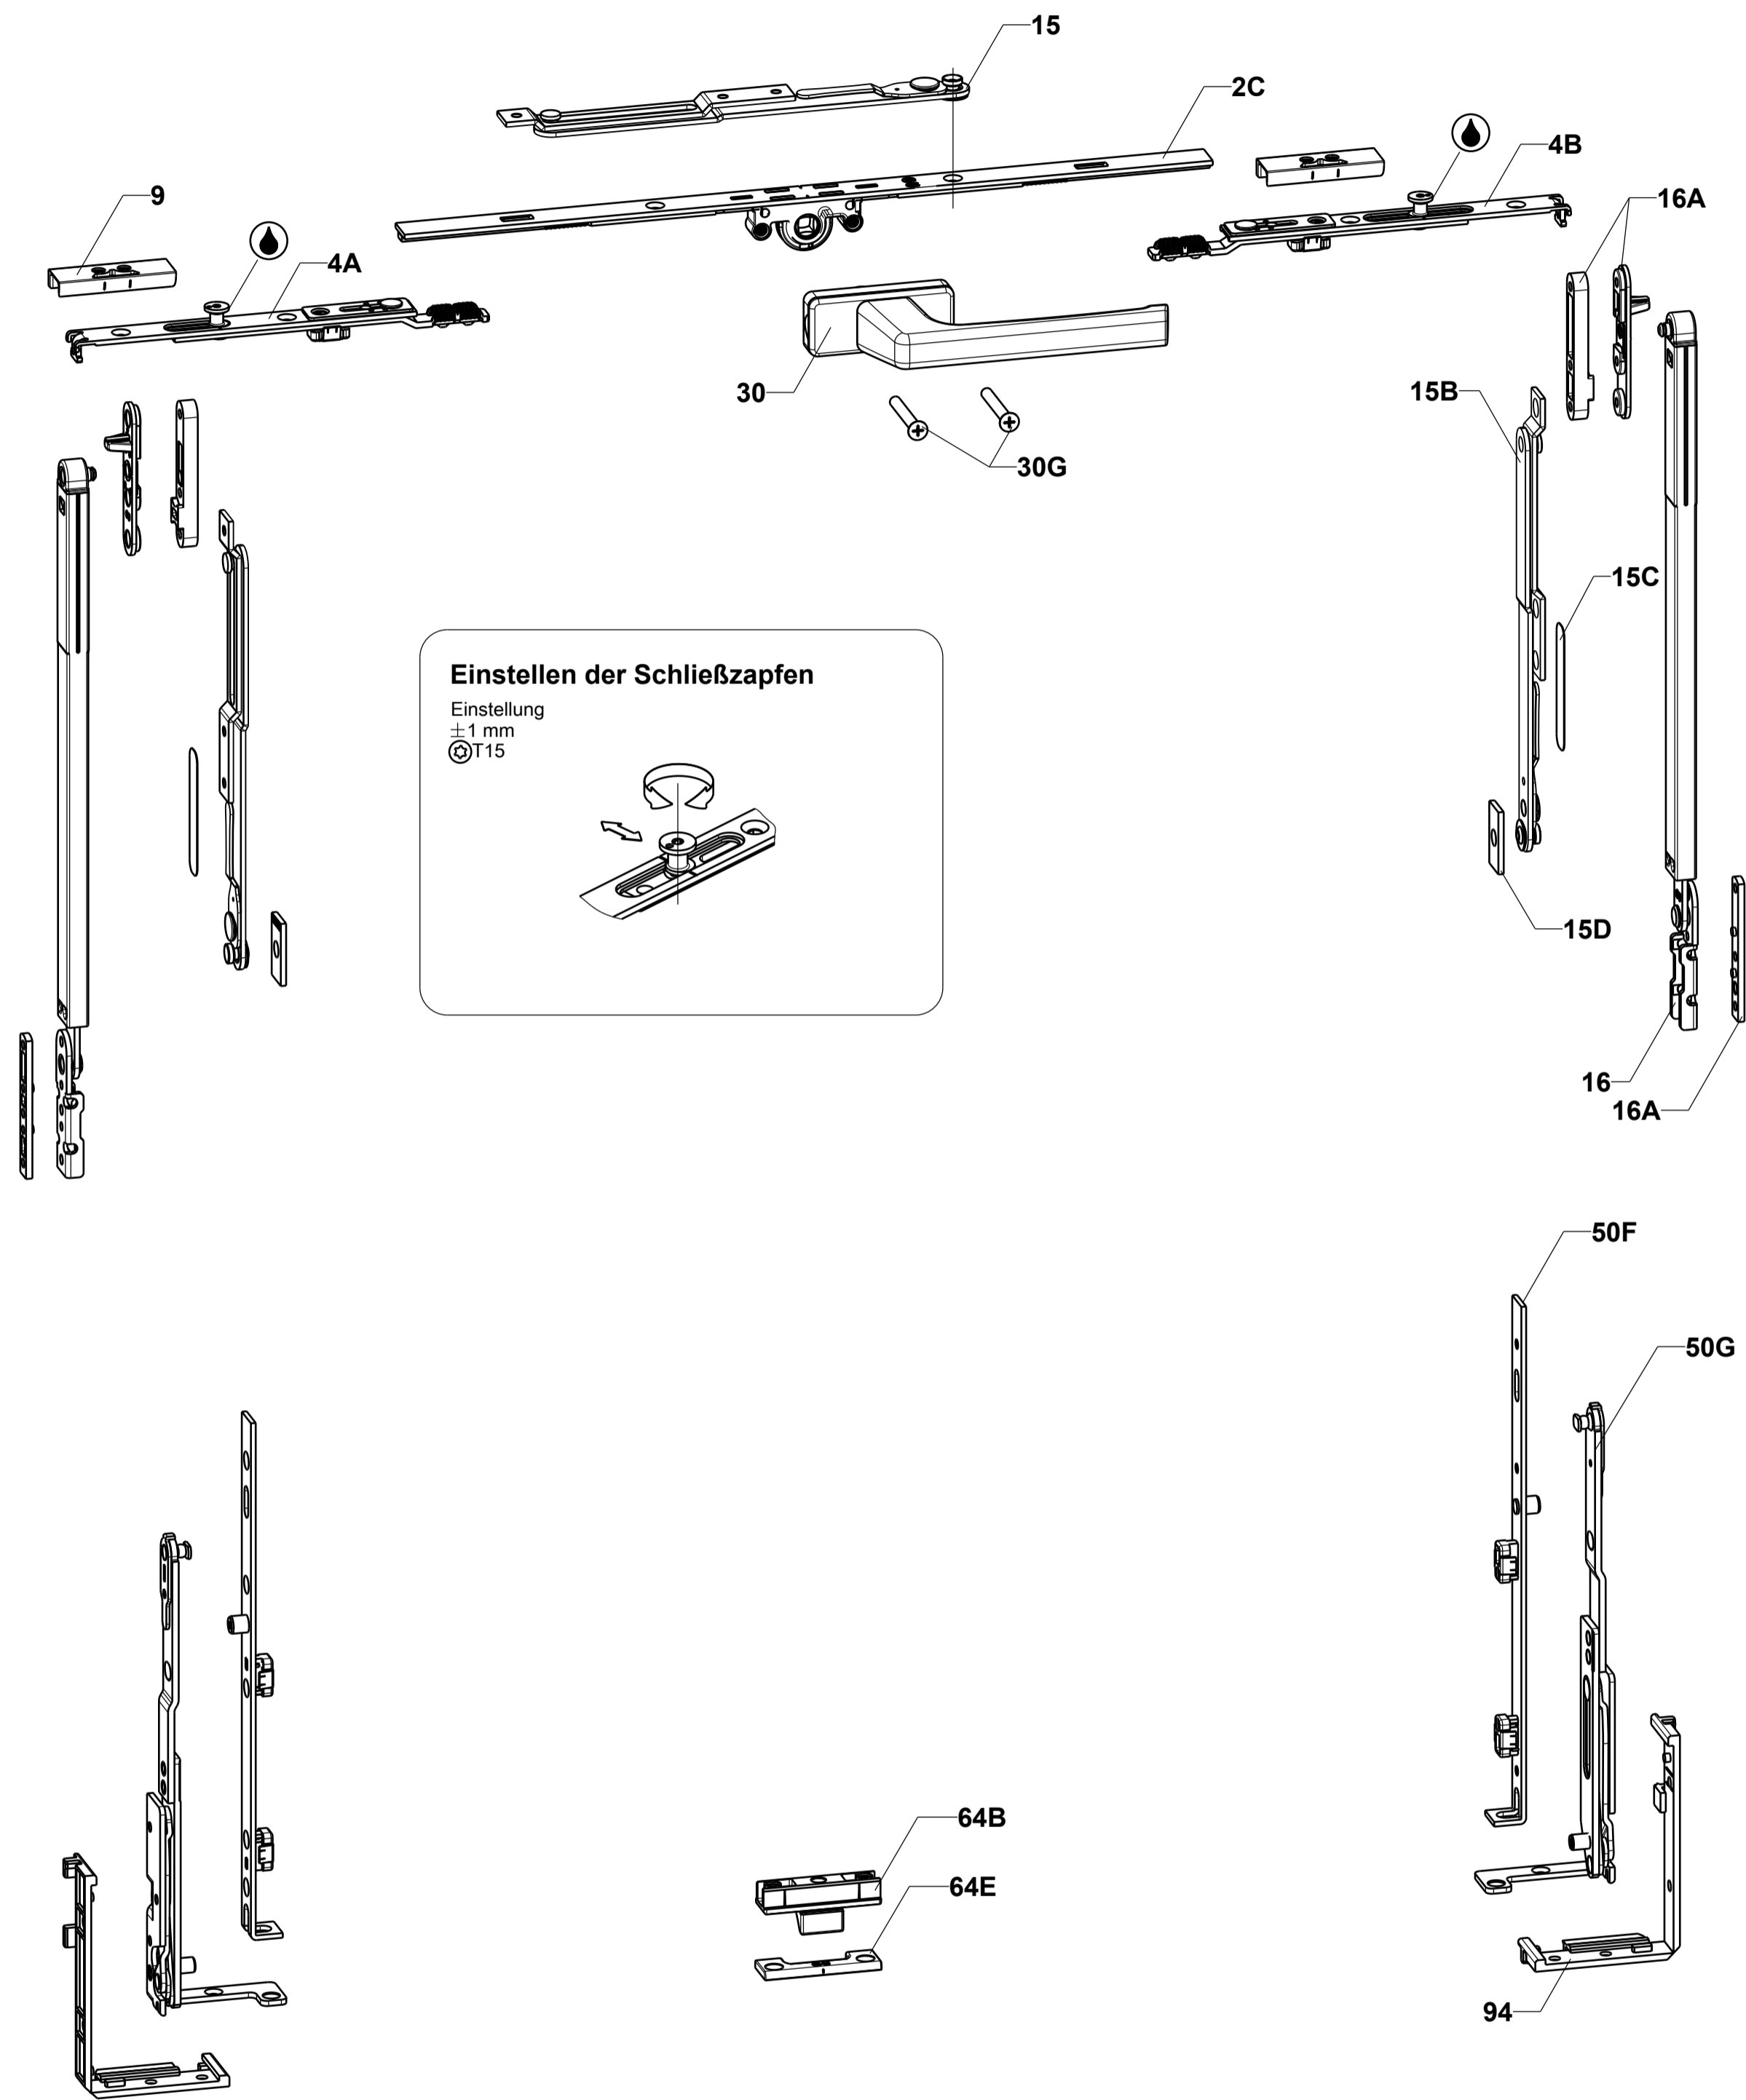 15
2C
4B
9
16A
4A
30
15B
30G
15C
Einstellen der Schließzapfen
Einstellung
±1 mm
T15
15D
16
16A
50F
50G
64B
64E
94